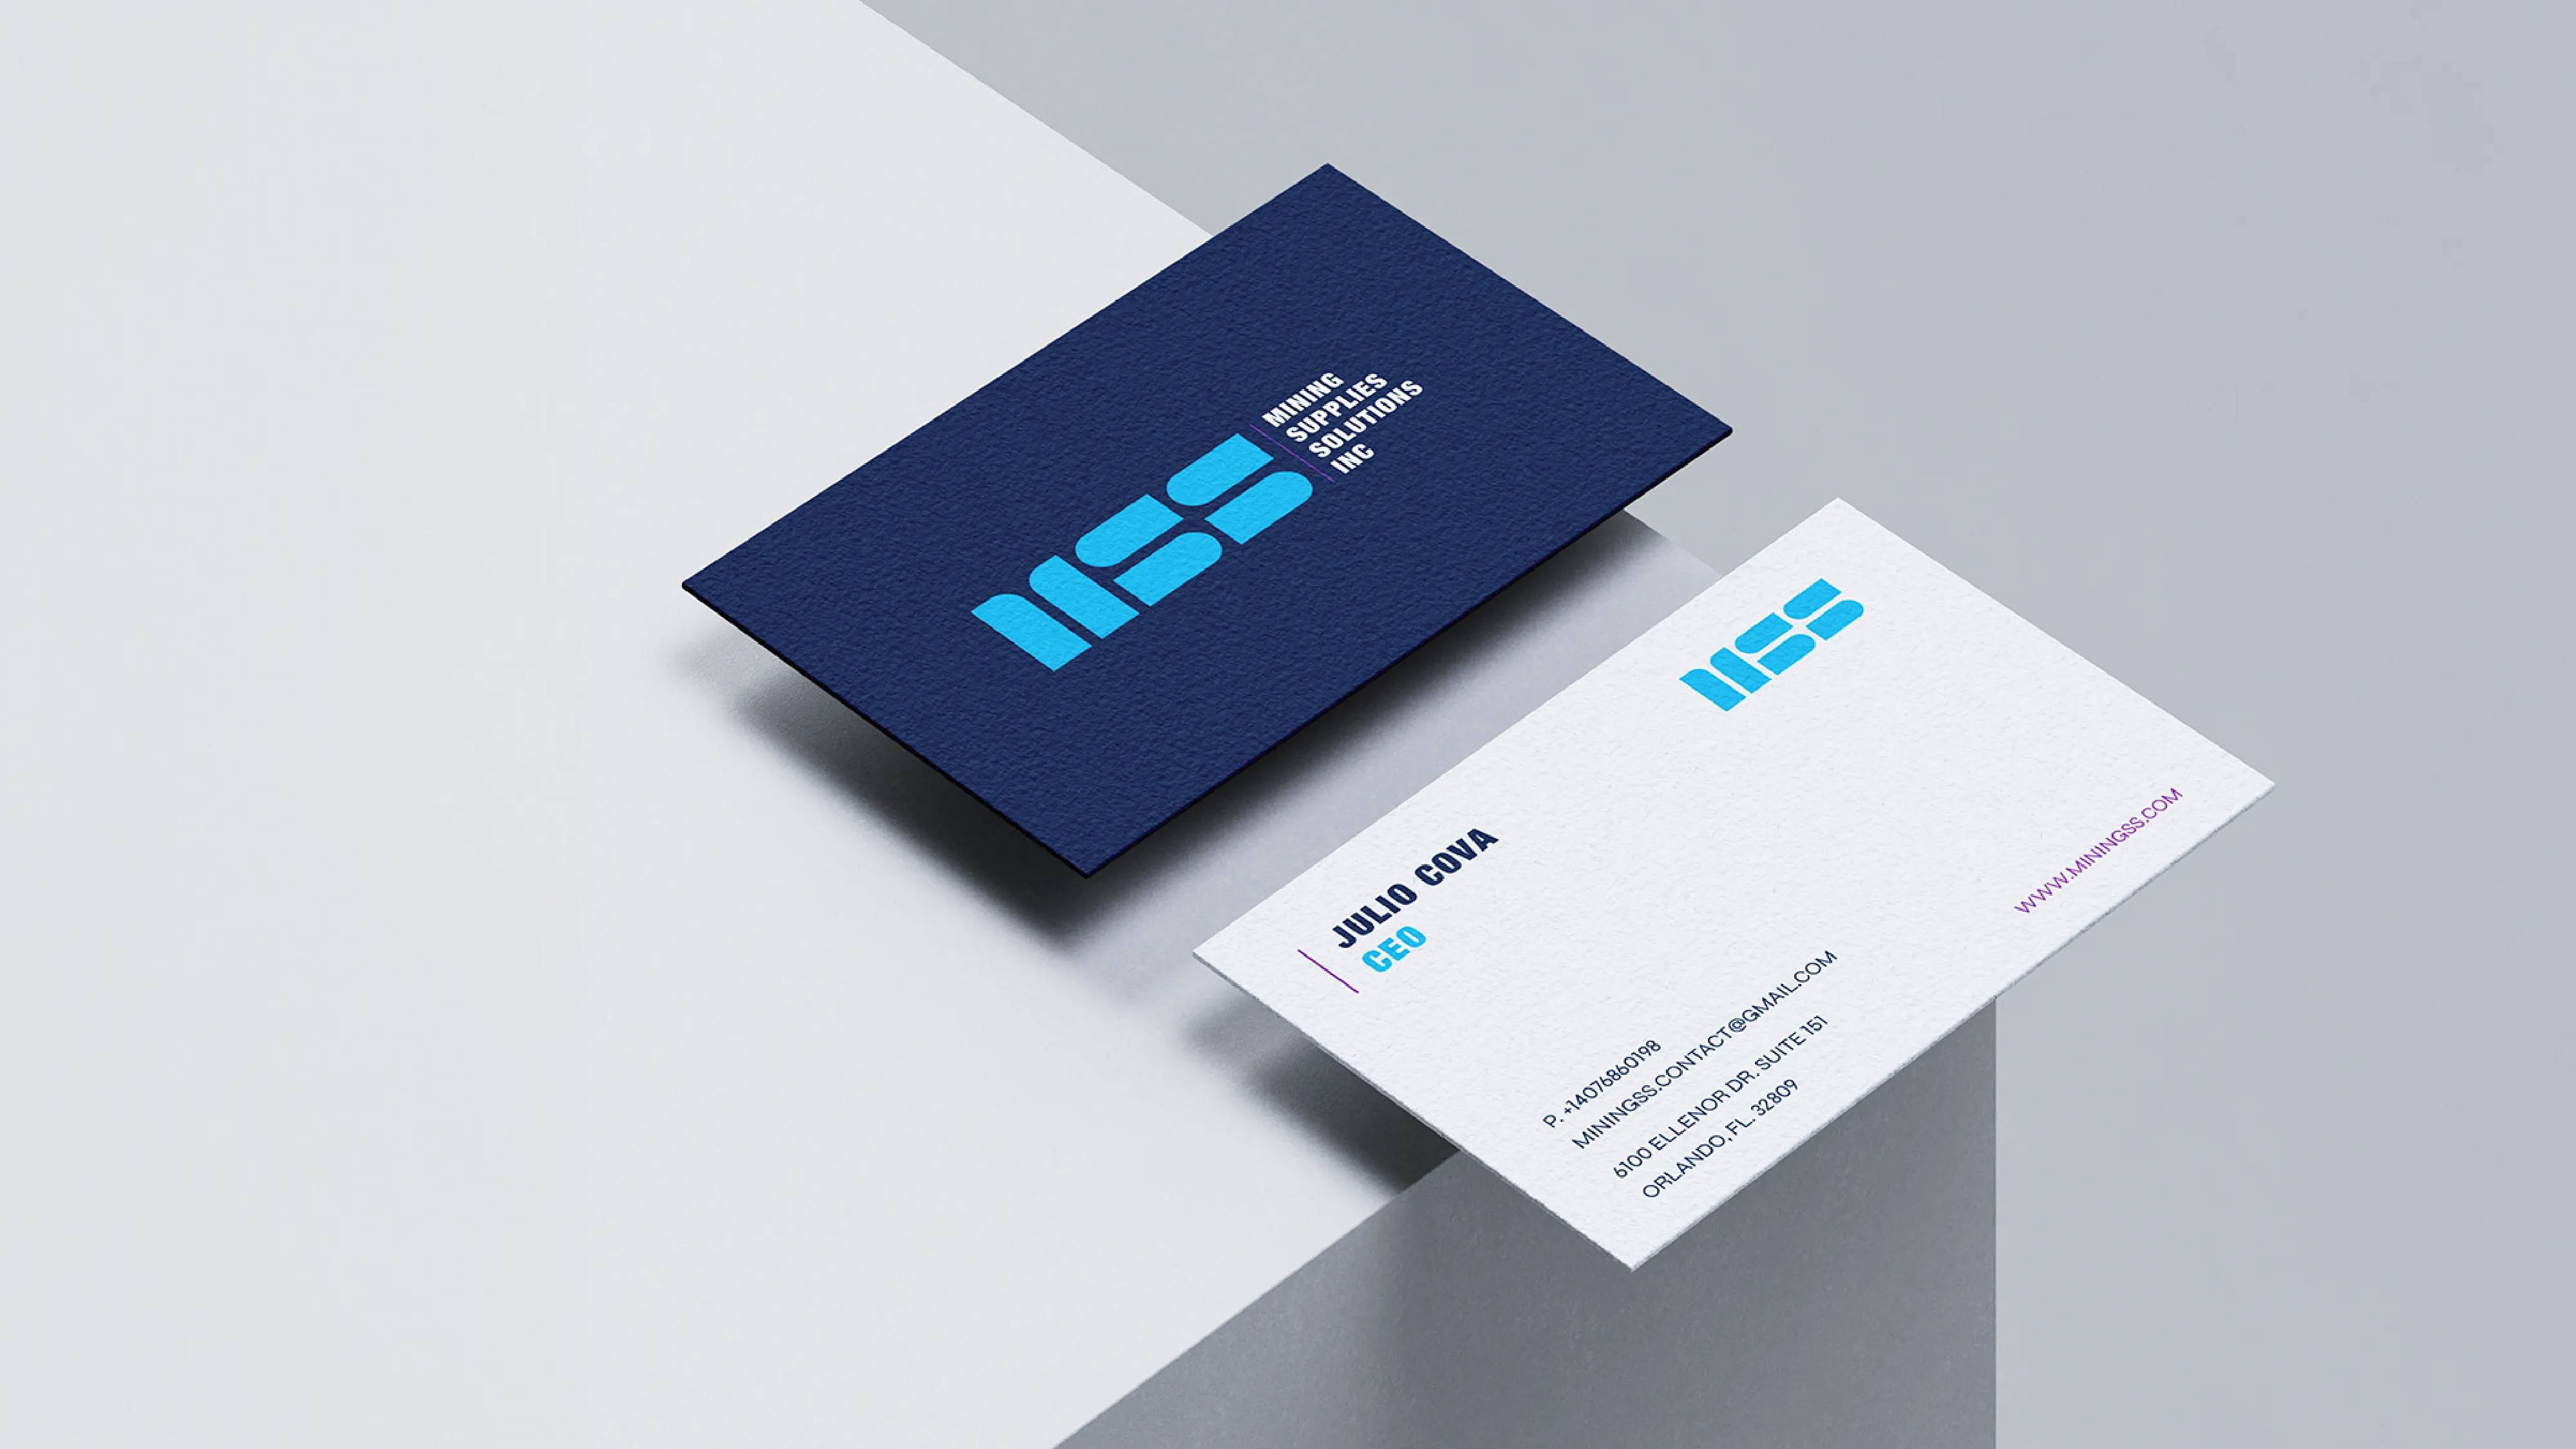 MSS
MINING
SUPPLIES
SOLUTIONS
INC
MSS
JULIO COVA
CEO
P. +14076860198
MININGSS.CONTACT@GMAIL.COM
6100 ELLENOR DR. SUITE 151
ORLANDO, FL. 32809
WWW.MININGSS.COM